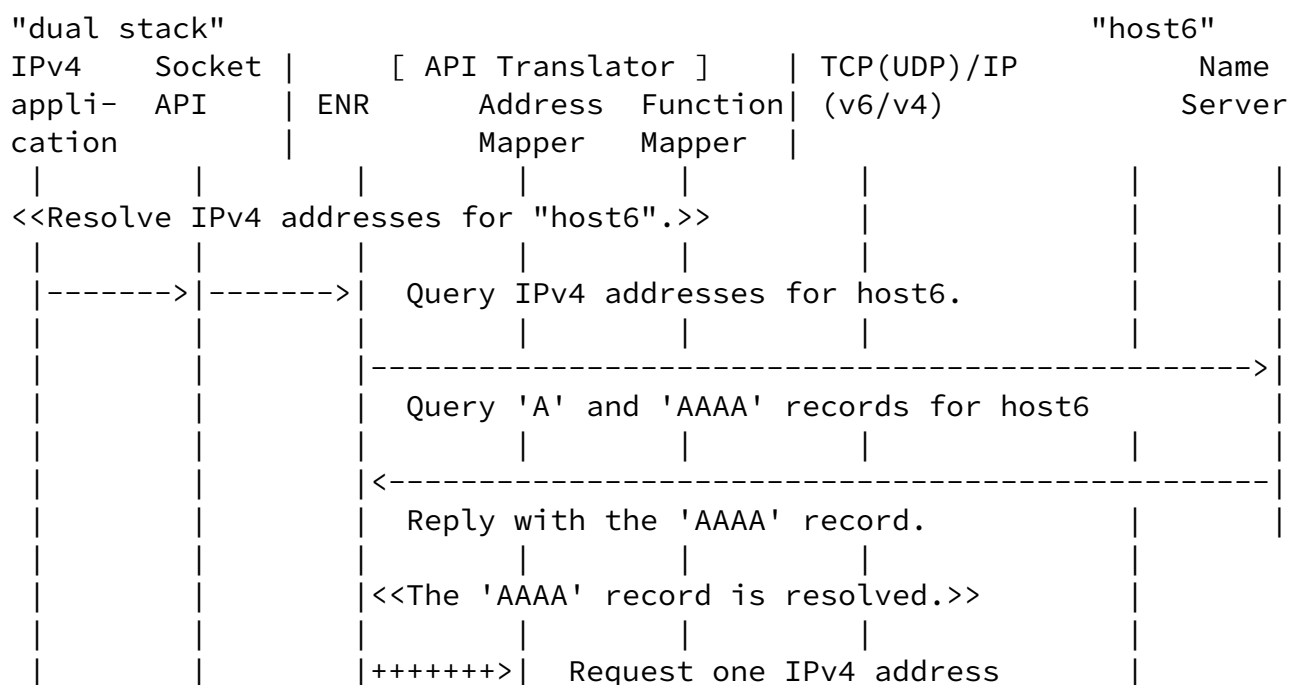 "dual stack" "host6"
IPv4 Socket | [ API Translator ] | TCP(UDP)/IP Name
appli- API | ENR Address Function| (v6/v4) Server
cation | Mapper Mapper |
| | | | | | | |
<<Resolve IPv4 addresses for "host6".>> | | |
| | | | | | | |
|------->|------->| Query IPv4 addresses for host6. | |
| | | | | | | |
| | |------------------------------------------------->|
| | | Query 'A' and 'AAAA' records for host6 |
| | | | | | | |
| | |<-------------------------------------------------|
| | | Reply with the 'AAAA' record. | |
| | | | | | |
| | |<<The 'AAAA' record is resolved.>> |
| | | | | | |
| | |+++++++>| Request one IPv4 address |